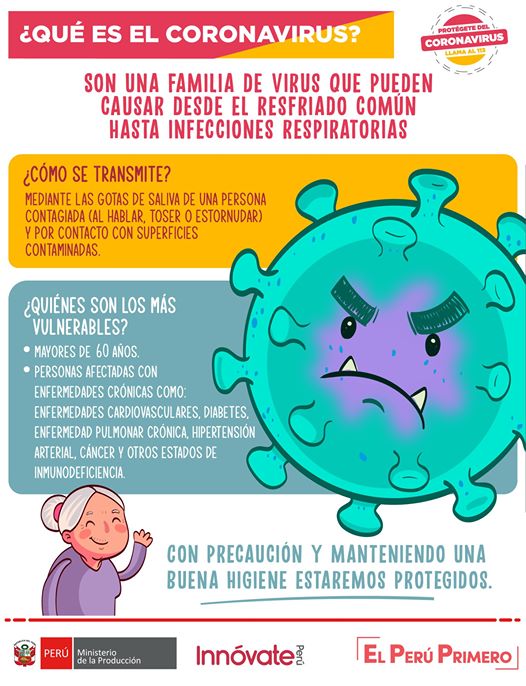 ¿QUÉ ES EL CORONAVIRUS?
PROTÉGETE DEL
CORONAVIRUS
LLAMA AL 113
SON UNA FAMILIA DE VIRUS QUE PUEDEN
CAUSAR DESDE EL RESFRIADO COMÚN
HASTA INFECCIONES RESPIRATORIAS
¿CÓMO SE TRANSMITE?
MEDIANTE LAS GOTAS DE SALIVA DE UNA PERSONA
CONTAGIADA (AL HABLAR, TOSER O ESTORNUDAR)
Y POR CONTACTO CON SUPERFICIES
CONTAMINADAS.
¿QUIÉNES SON LOS MÁS
VULNERABLES?
• MAYORES DE 60 AÑOS.
• PERSONAS AFECTADAS CON
ENFERMEDADES CRÓNICAS COMO:
ENFERMEDADES CARDIOVASCULARES, DIABETES,
ENFERMEDAD PULMONAR CRÓNICA, HIPERTENSIÓN
ARTERIAL, CÁNCER Y OTROS ESTADOS DE
INMUNODEFICIENCIA.
CON PRECAUCIÓN Y MANTENIENDO UNA
BUENA HIGIENE ESTAREMOS PROTEGIDOS.
PERÚ
Ministerio
de la Producción
Innóvate Perú
EL PERÚ PRIMERO